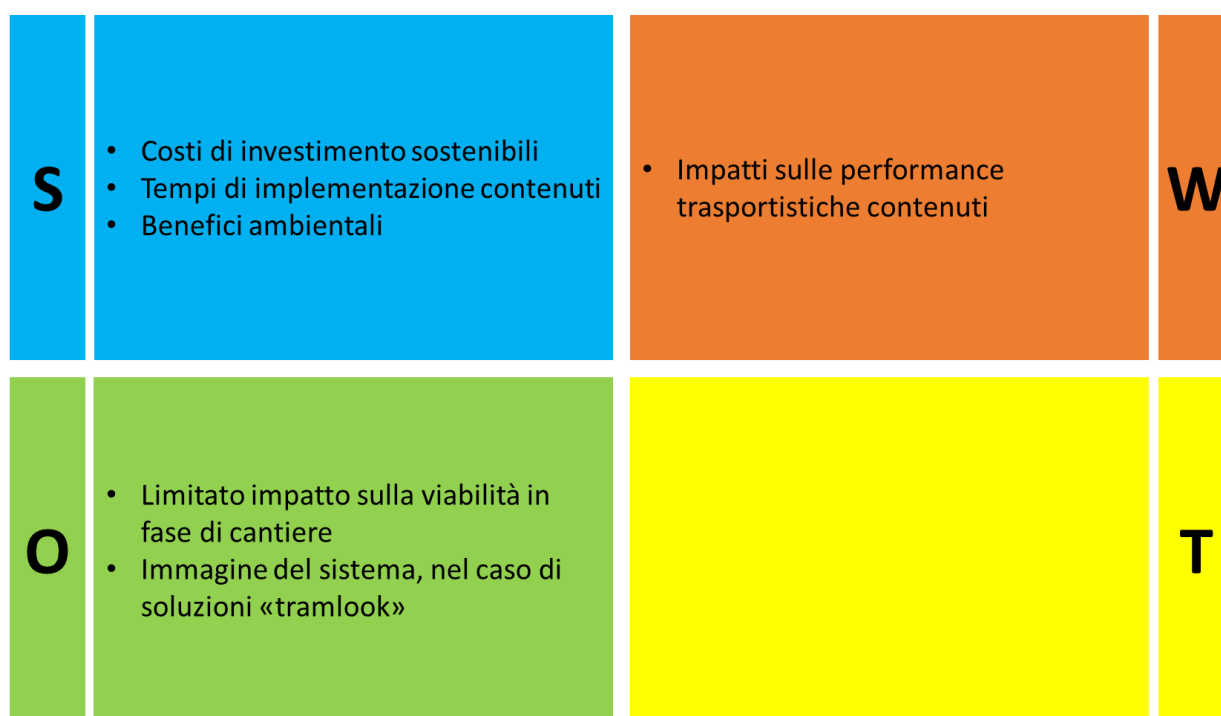 S
• Costi di investimento sostenibili
• Tempi di implementazione contenuti
• Benefici ambientali
• Impatti sulle performance
trasportistiche contenuti
W
O
• Limitato impatto sulla viabilità in
fase di cantiere
• Immagine del sistema, nel caso di
soluzioni «tramlook»
T